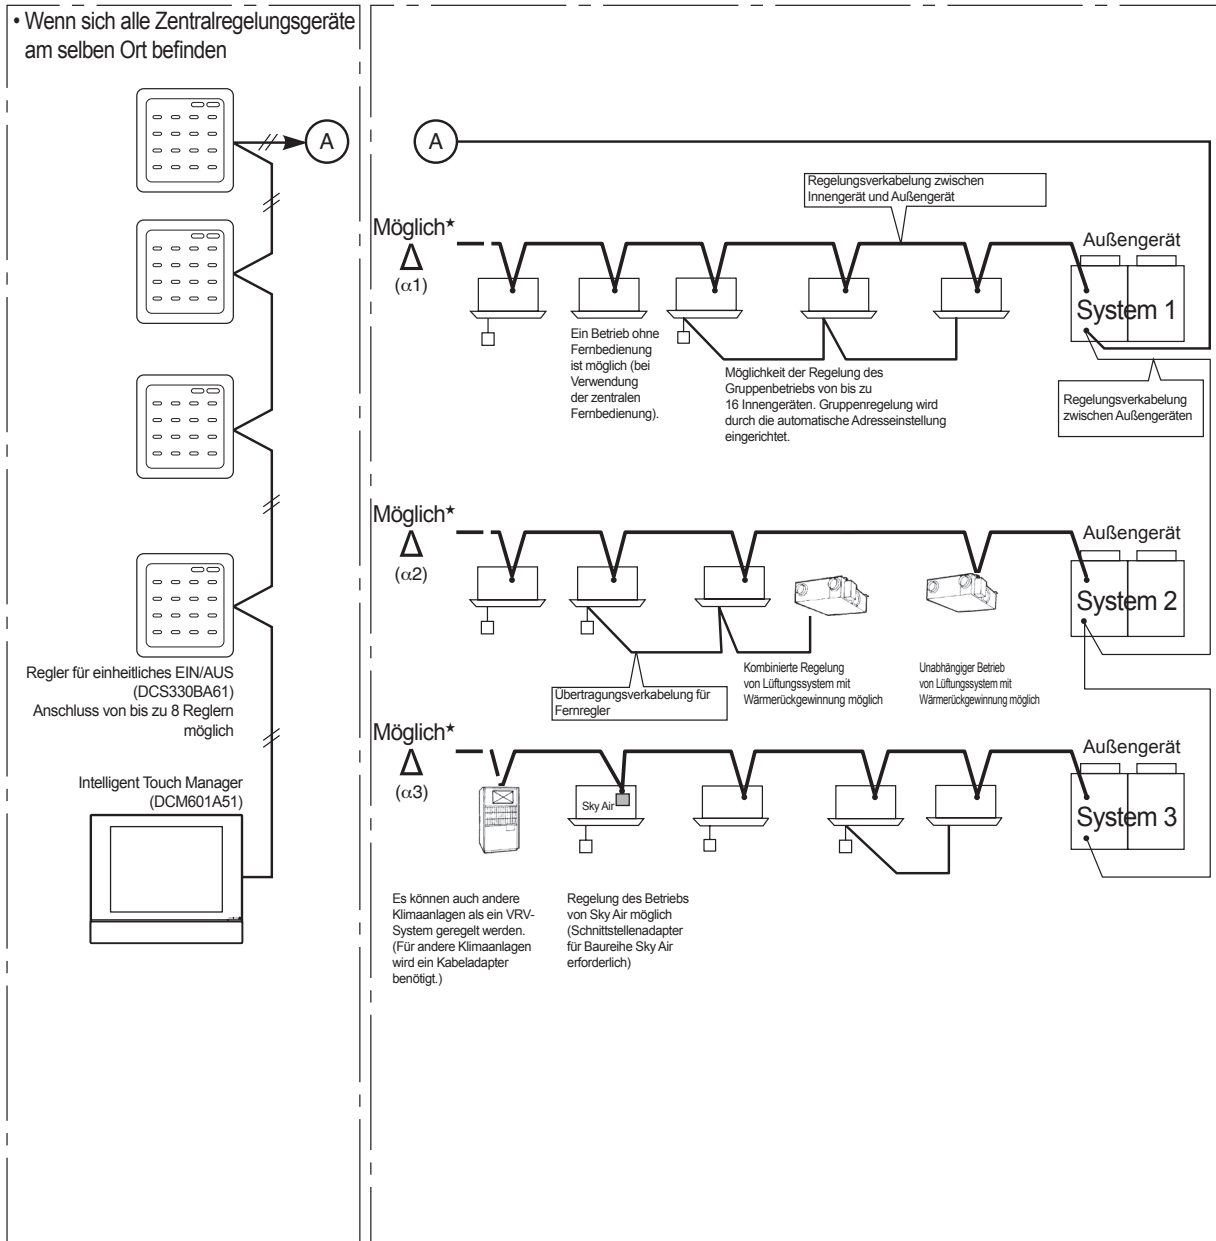 • Wenn sich alle Zentralregelungsgeräte
am selben Ort befinden
A
Regler für einheitliches EIN/AUS
(DCS330BA61)
Anschluss von bis zu 8 Reglern
möglich
Intelligent Touch Manager
(DCM601A51)
A
Regelungsverkabelung zwischen
Innengerät und Außengerät
Möglich★
(α1)
Außengerät
System 1
Ein Betrieb ohne
Fernbedienung
ist möglich (bei
Verwendung
der zentralen
Fernbedienung).
Möglichkeit der Regelung des
Gruppenbetriebs von bis zu
16 Innengeräten. Gruppenregelung wird
durch die automatische Adresseinstellung
eingerichtet.
Regelungsverkabelung
zwischen Außengeräten
Möglich★
(α2)
Außengerät
System 2
Übertragungsverkabelung für
Fernregler
Kombinierte Regelung
von Lüftungssystem mit
Wärmerückgewinnung möglich
Unabhängiger Betrieb
von Lüftungssystem mit
Wärmerückgewinnung möglich
Möglich★
(α3)
Sky Air
Außengerät
System 3
Es können auch andere
Klimaanlagen als ein VRV-
System geregelt werden.
(Für andere Klimaanlagen
wird ein Kabeladapter
benötigt.)
Regelung des Betriebs
von Sky Air möglich
(Schnittstellenadapter
für Baureihe Sky Air
erforderlich)